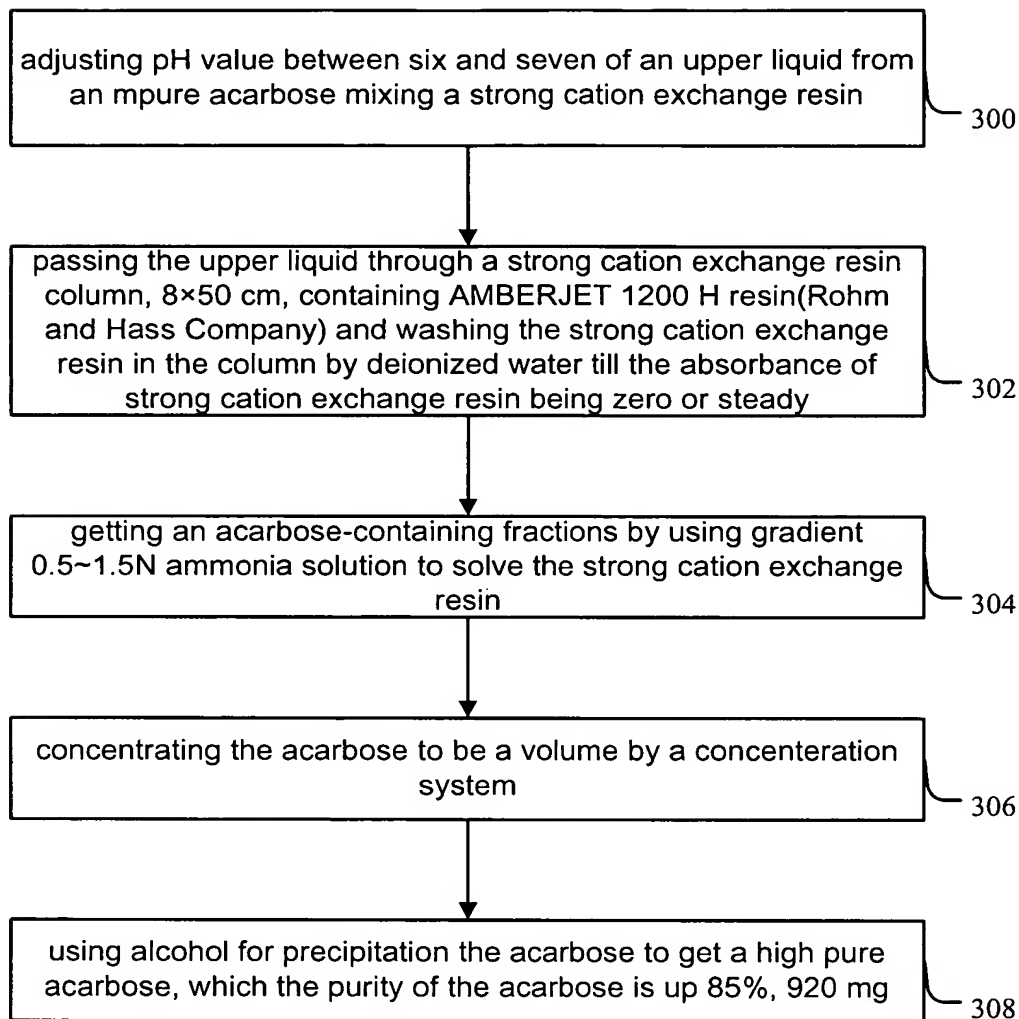 adjusting pH value between six and seven of an upper liquid from
an mpure acarbose mixing a strong cation exchange resin
300
passing the upper liquid through a strong cation exchange resin
column, 8×50 cm, containing AMBERJET 1200 H resin(Rohm
and Hass Company) and washing the strong cation exchange
resin in the column by deionized water till the absorbance of
strong cation exchange resin being zero or steady
302
getting an acarbose-containing fractions by using gradient
0.5~1.5N ammonia solution to solve the strong cation exchange
resin
304
concentrating the acarbose to be a volume by a concenteration
system
306
using alcohol for precipitation the acarbose to get a high pure
acarbose, which the purity of the acarbose is up 85%, 920 mg
308